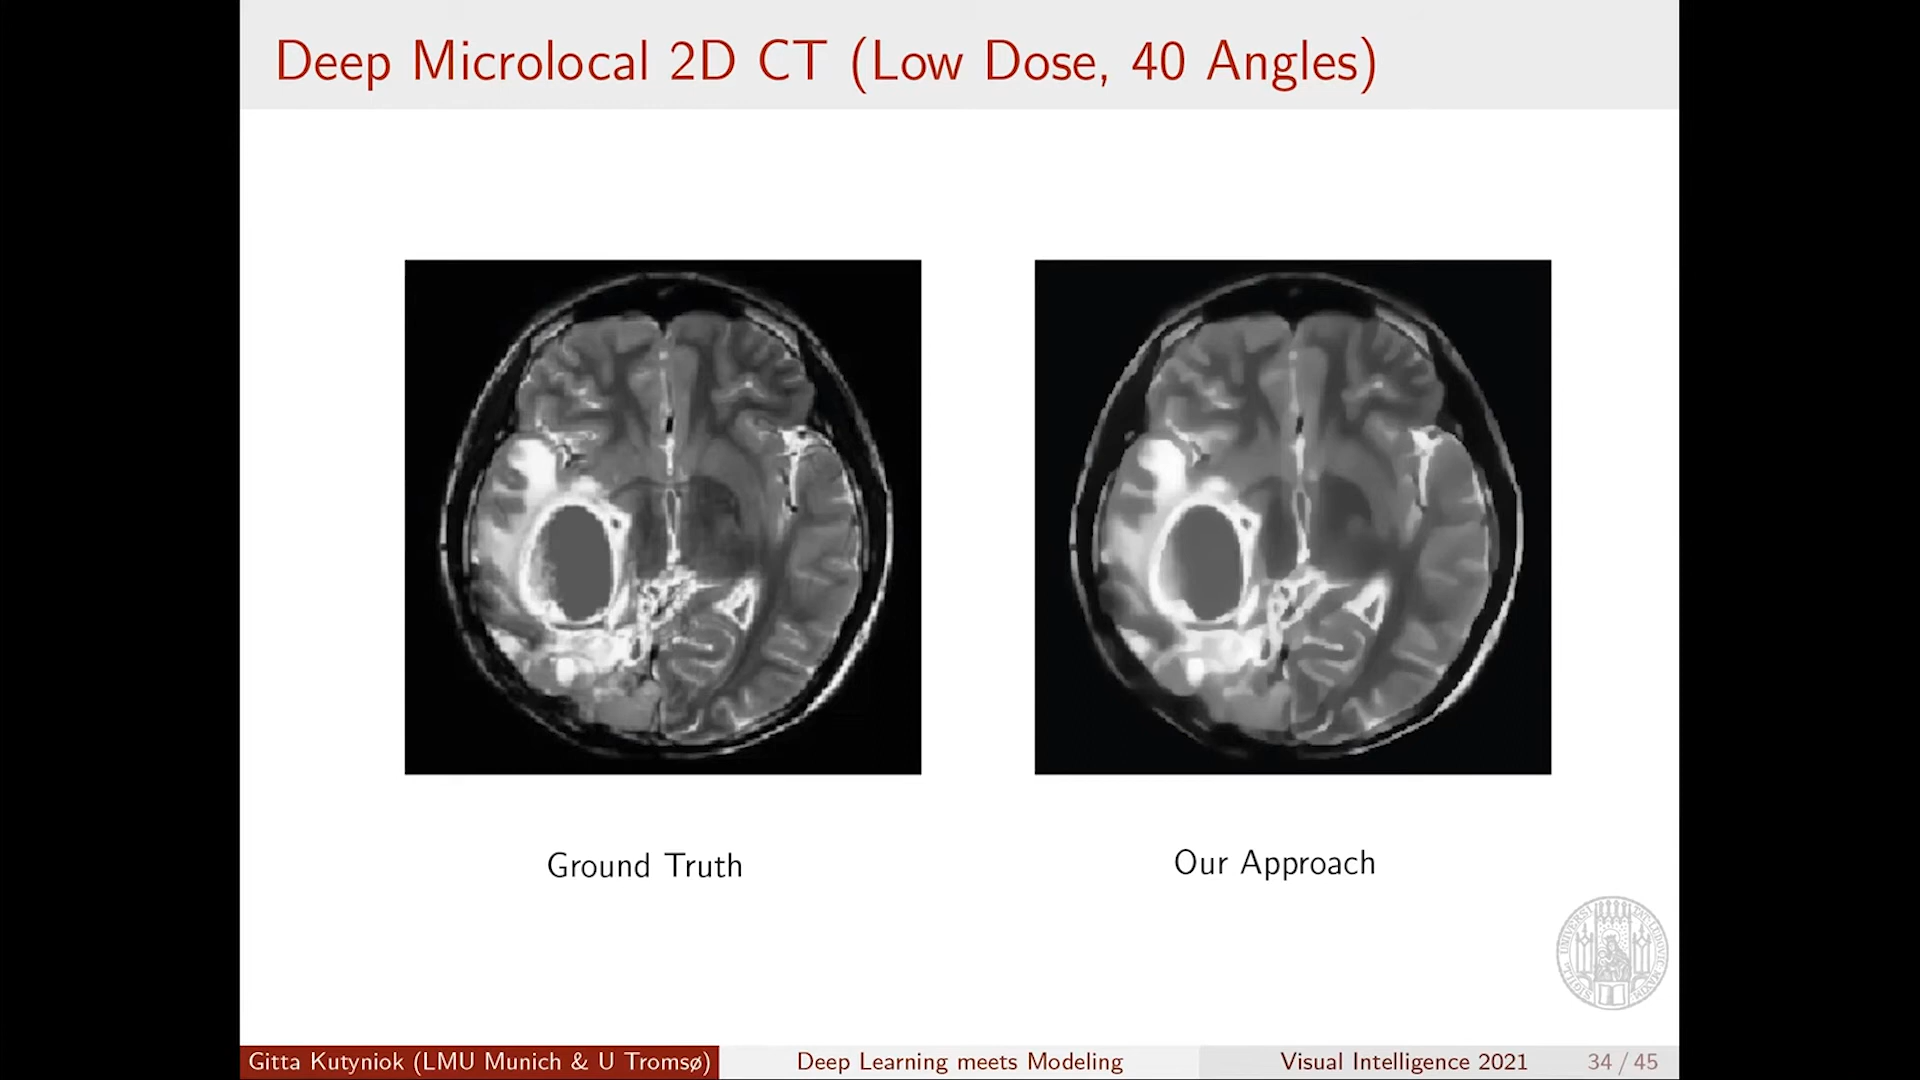 Deep Microlocal 2D CT (Low Dose, 40 Angles)
Ground Truth
Our Approach
Gitta Kutyniok (LMU Munich & U Tromsø)
Deep Learning meets Modeling
Visual Intelligence 2021
34 / 45